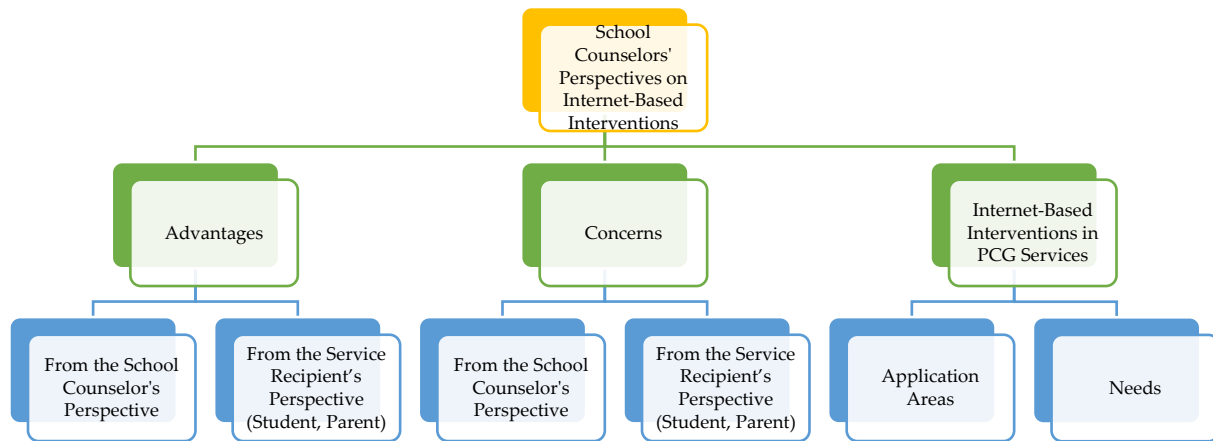 School
Counselors'
Perspectives on
Internet-Based
Interventions
Advantages
Concerns
Internet-Based
Interventions in
PCG Services
From the School
Counselor's
Perspective
From the Service
Recipient’s
Perspective
(Student, Parent)
From the School
Counselor's
Perspective
From the Service
Recipient’s
Perspective
(Student, Parent)
Application
Areas
Needs